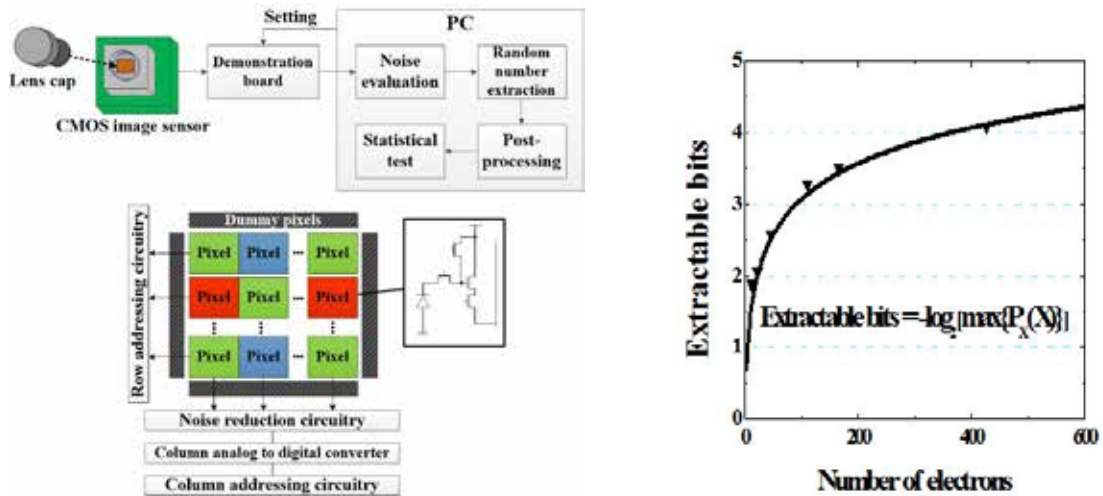 Setting
PC
Lens cap
CMOS image sensor
Demonstration
board
Noise
evaluation
Random
number
extraction
Statistical
test
Post-
processing
Dummy pixels
Row addressing circuitry
Pixel Pixel ... Pixel
Pixel Pixel ... Pixel
Pixel Pixel ... Pixel
Noise reduction circuitry
Column analog to digital converter
Column addressing circuitry
Extractable bits
5
4
3
2
1
0
Extractable bits = -log₂[max{Pₓ(X)}]
0 200 400 600
Number of electrons